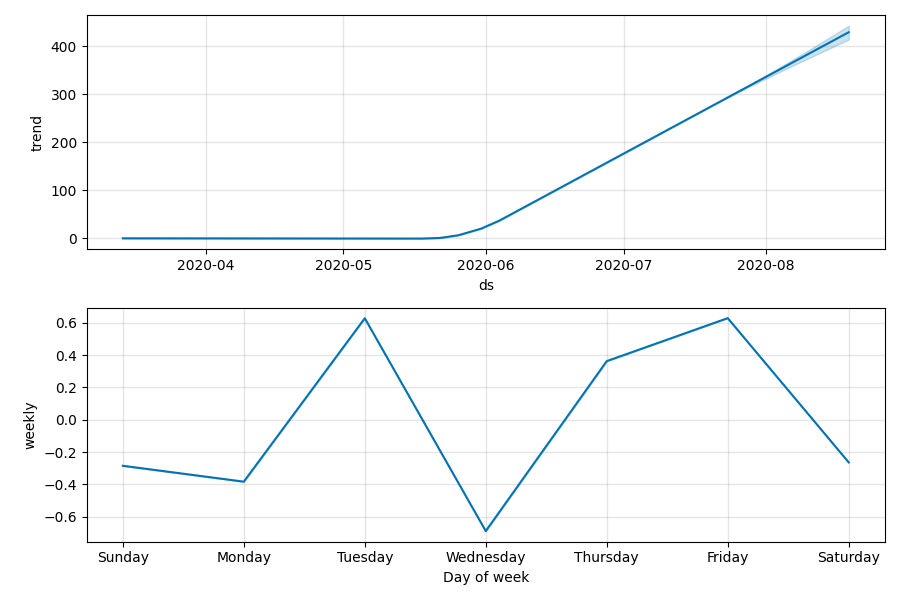 400
300
200
100
0
trend
2020-04 2020-05 2020-06 2020-07 2020-08
ds
0.6
0.4
0.2
0.0
−0.2
−0.4
−0.6
weekly
Sunday Monday Tuesday Wednesday Thursday Friday Saturday
Day of week